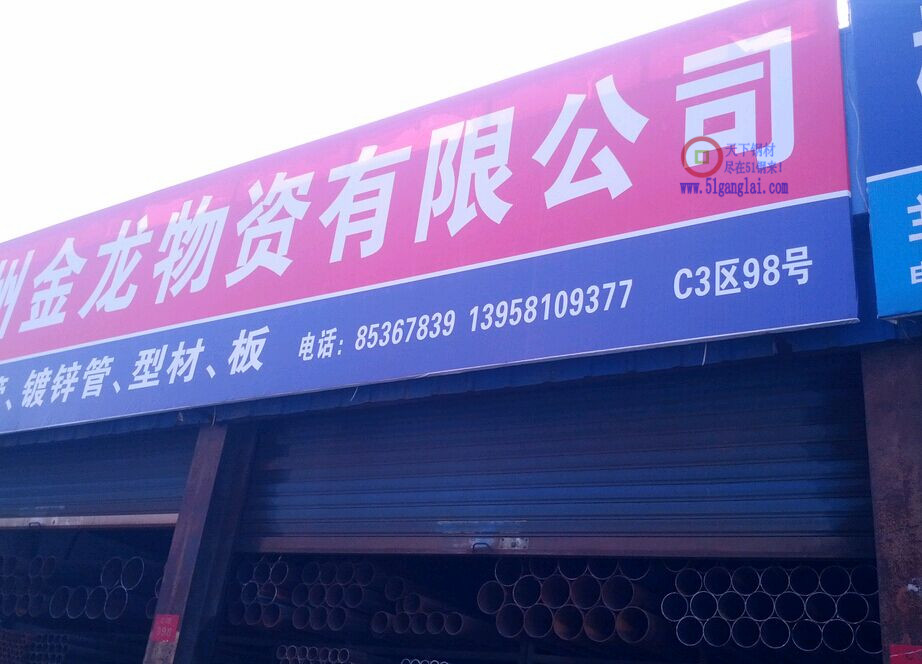 州金龙物资有限公司
管、镀锌管、型材、板
电话：85367839 13958109377 C3区98号
天下钢材
尽在51钢来!
www.51ganglai.com